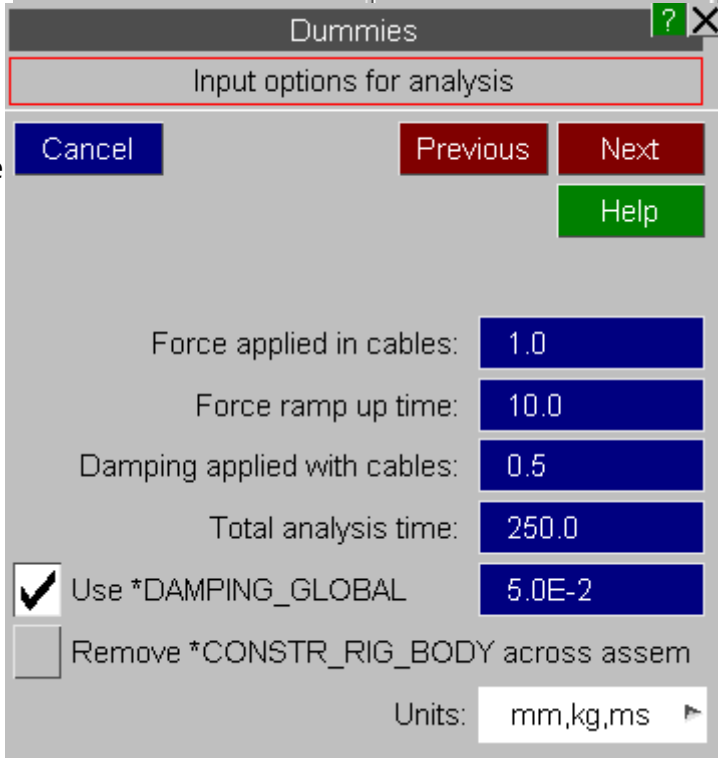 Dummies ?
Input options for analysis
Cancel Previous Next
e
Help
Force applied in cables: 1.0
Force ramp up time: 10.0
Damping applied with cables: 0.5
Total analysis time: 250.0
Use *DAMPING_GLOBAL 5.0E-2
Remove *CONSTR_RIG_BODY across assem
Units: mm,kg,ms